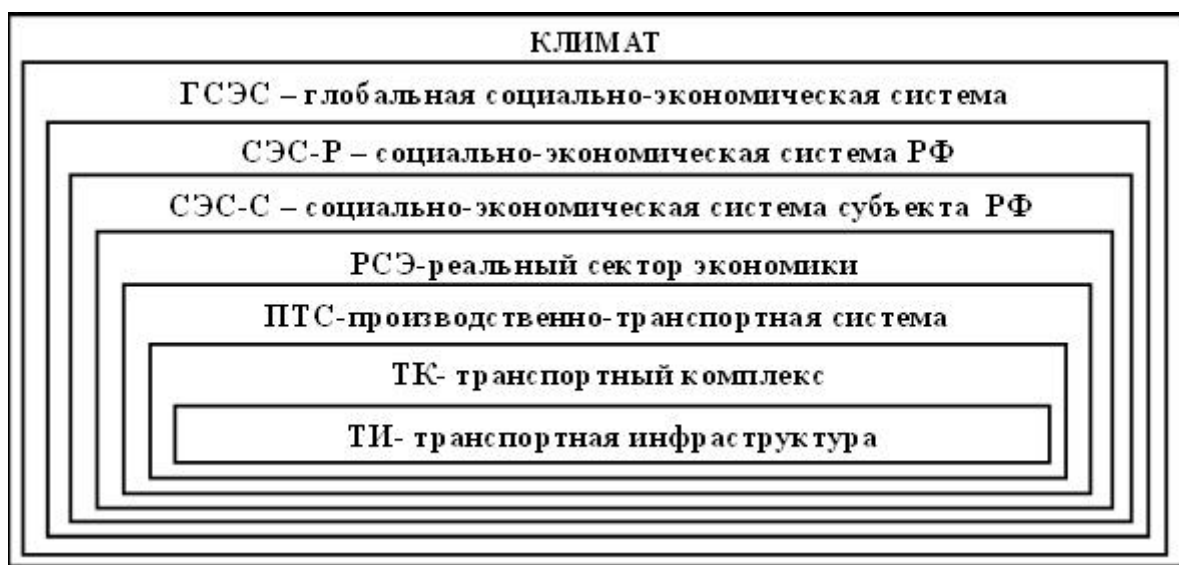 КЛИМАТ
ГСЭС – глобальная социально-экономическая система
СЭС-Р – социально-экономическая система РФ
СЭС-С – социально-экономическая система субъекта РФ
РСЭ-реальный сектор экономики
ПТС-производственно-транспортная система
ТК- транспортный комплекс
ТИ- транспортная инфраструктура